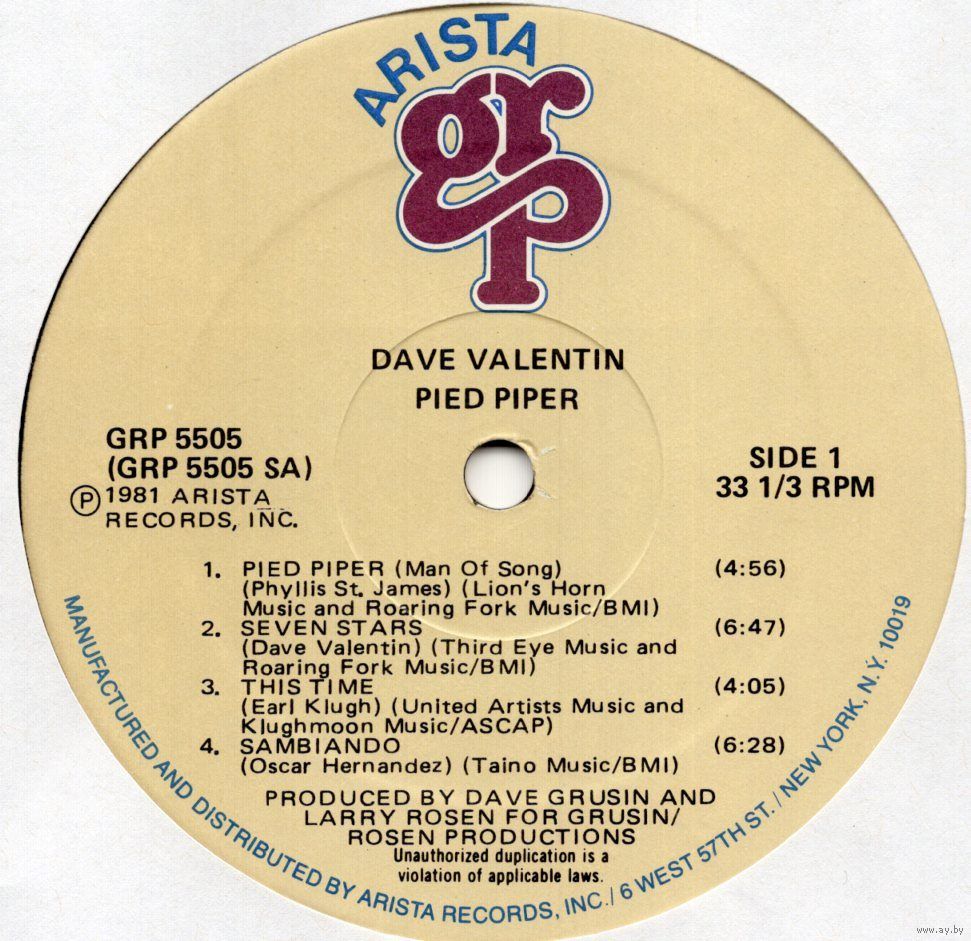 ARISTA
grp
DAVE VALENTIN
PIED PIPER
GRP 5505
(GRP 5505 SA)
Ⓟ 1981 ARISTA
RECORDS, INC.
SIDE 1
33 1/3 RPM
1. PIED PIPER (Man Of Song) (4:56)
(Phyllis St. James) (Lion's Horn
Music and Roaring Fork Music/BMI)
2. SEVEN STARS (6:47)
(Dave Valentin) (Third Eye Music and
Roaring Fork Music/BMI)
3. THIS TIME (4:05)
(Earl Klugh) (United Artists Music and
Klughmoon Music/ASCAP)
4. SAMBIANDO (6:28)
(Oscar Hernandez) (Taino Music/BMI)
PRODUCED BY DAVE GRUSIN AND
LARRY ROSEN FOR GRUSIN/
ROSEN PRODUCTIONS
Unauthorized duplication is a
violation of applicable laws.
MANUFACTURED AND DISTRIBUTED BY ARISTA RECORDS, INC./ 6 WEST 57TH ST. / NEW YORK, N.Y. 10019
www.ay.by